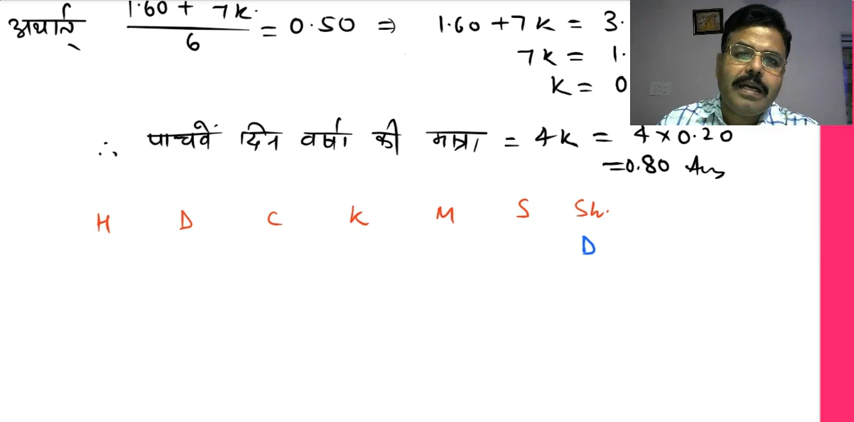 अर्थात् (1.60 + 7k.)/6 = 0.50 ⇒ 1.60 + 7k = 3.
7k = 1.
k = 0
∴ पाचवें दिन वर्षा की मात्रा = 4k = 4 × 0.20
= 0.80 Ans
H D C K M S Sh.
D